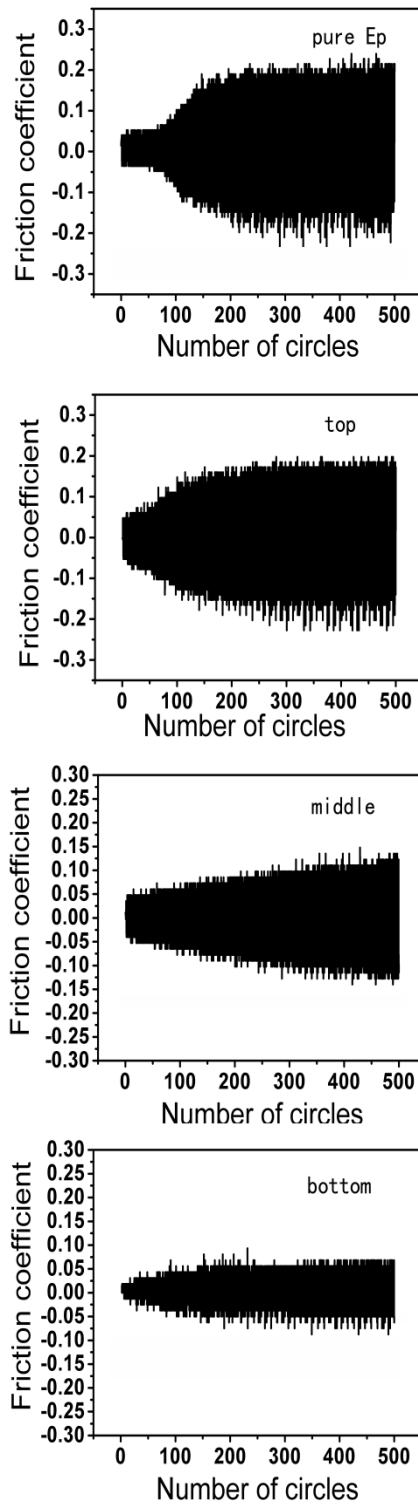 pure Ep
Friction coefficient
0.3
0.2
0.1
0.0
-0.1
-0.2
-0.3
0 100 200 300 400 500
Number of circles
top
Friction coefficient
0.3
0.2
0.1
0.0
-0.1
-0.2
-0.3
0 100 200 300 400 500
Number of circles
middle
Friction coefficient
0.30
0.25
0.20
0.15
0.10
0.05
0.00
-0.05
-0.10
-0.15
-0.20
-0.25
-0.30
0 100 200 300 400 500
Number of circles
bottom
Friction coefficient
0.30
0.25
0.20
0.15
0.10
0.05
0.00
-0.05
-0.10
-0.15
-0.20
-0.25
-0.30
0 100 200 300 400 500
Number of circles